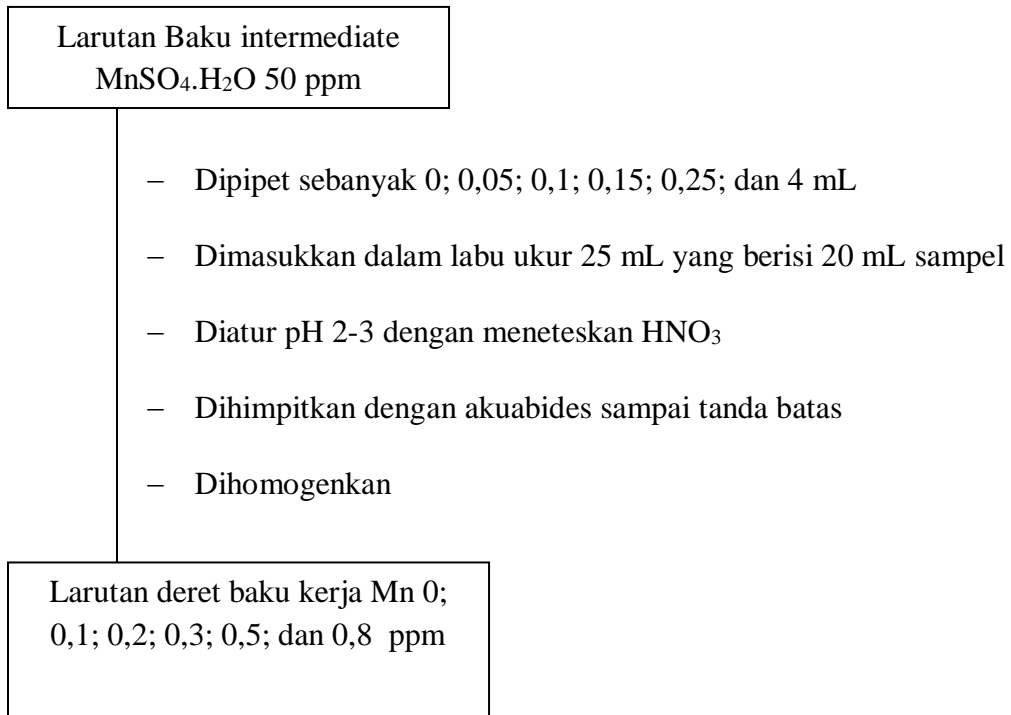 Larutan Baku intermediate
MnSO₄.H₂O 50 ppm
– Dipipet sebanyak 0; 0,05; 0,1; 0,15; 0,25; dan 4 mL
– Dimasukkan dalam labu ukur 25 mL yang berisi 20 mL sampel
– Diatur pH 2-3 dengan meneteskan HNO₃
– Dihimpitkan dengan akuabides sampai tanda batas
– Dihomogenkan
Larutan deret baku kerja Mn 0;
0,1; 0,2; 0,3; 0,5; dan 0,8 ppm